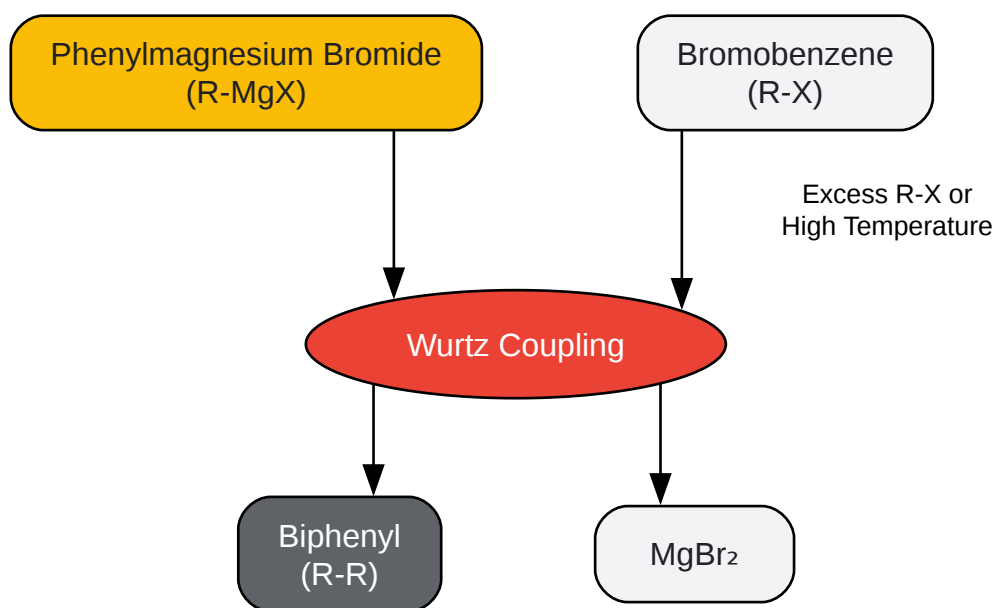 Phenylmagnesium Bromide
(R-MgX)
Bromobenzene
(R-X)
Excess R-X or
High Temperature
Wurtz Coupling
Biphenyl
(R-R)
MgBr₂